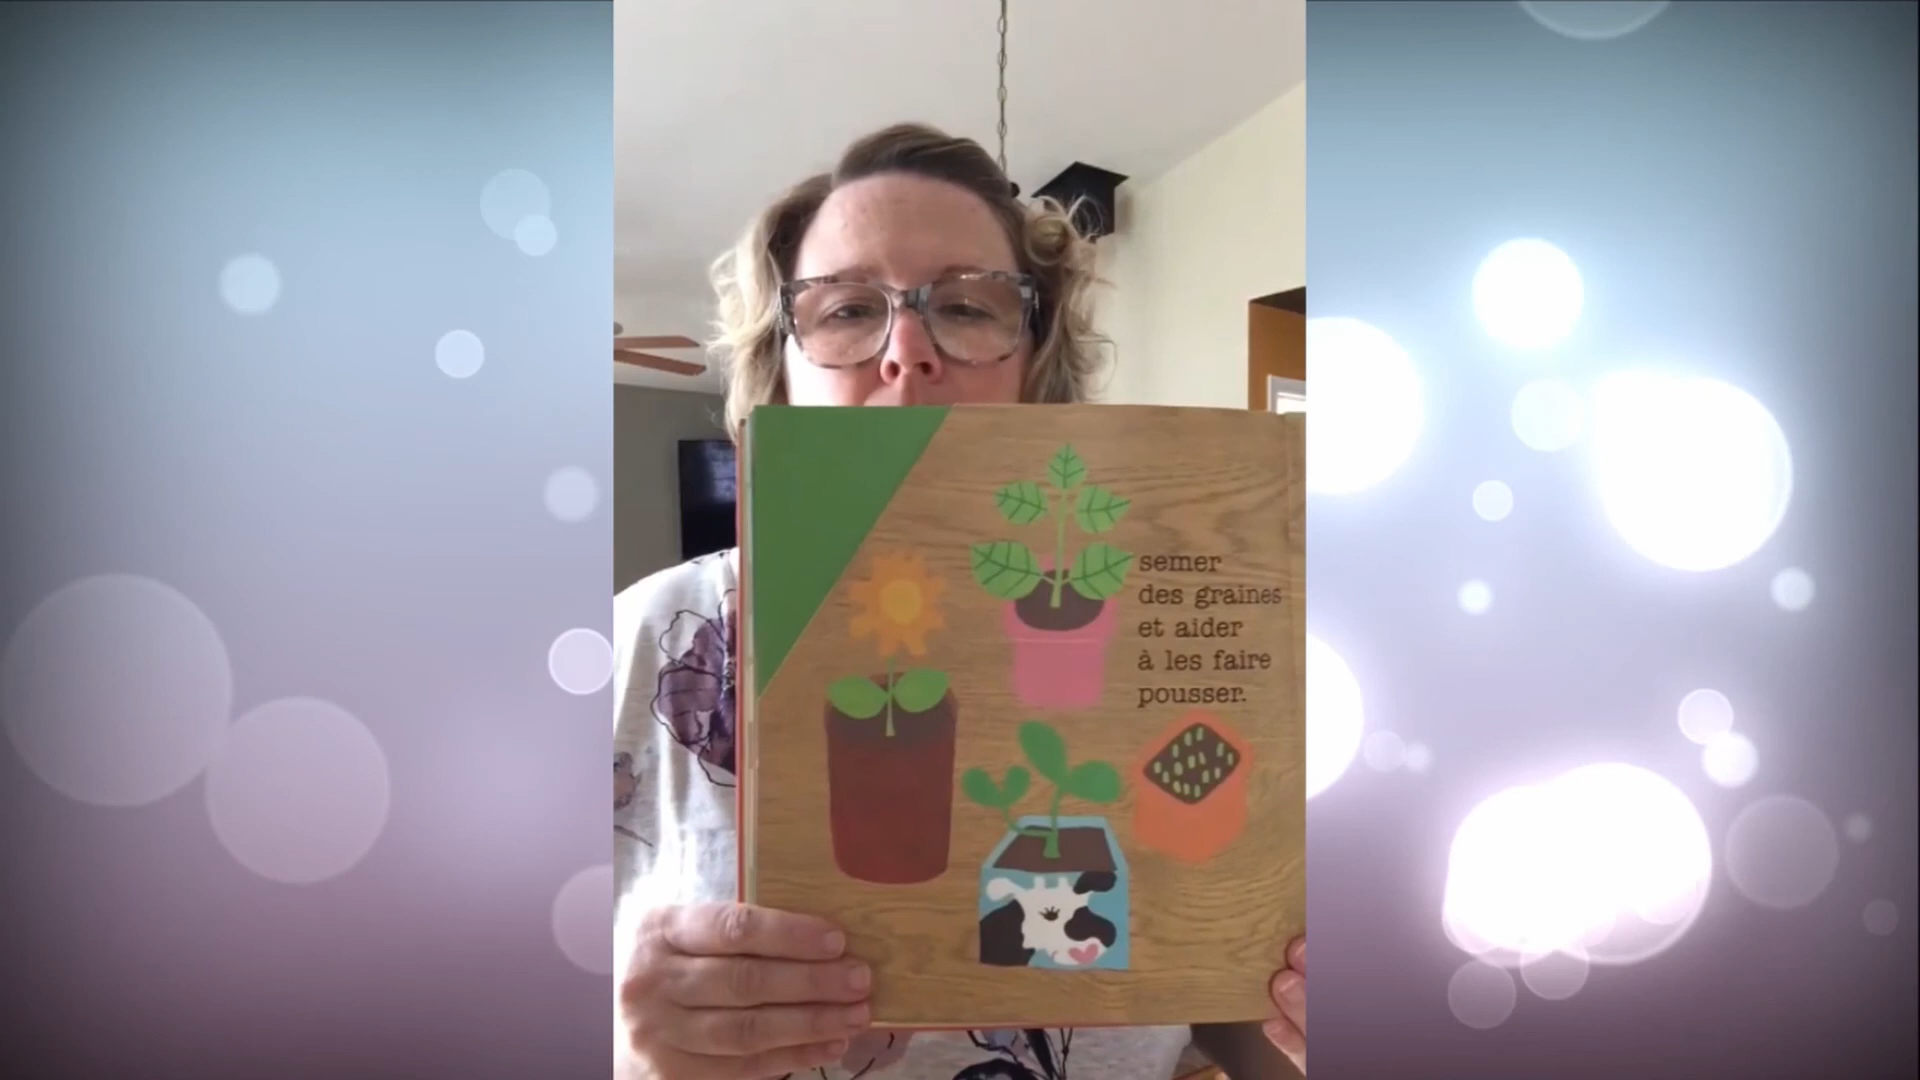 semer
des graines
et aider
à les faire
pousser.